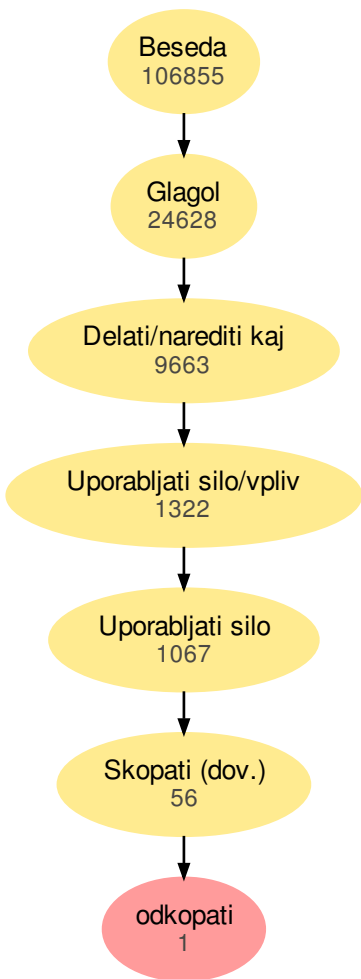 Beseda
106855
Glagol
24628
Delati/narediti kaj
9663
Uporabljati silo/vpliv
1322
Uporabljati silo
1067
Skopati (dov.)
56
odkopati
1